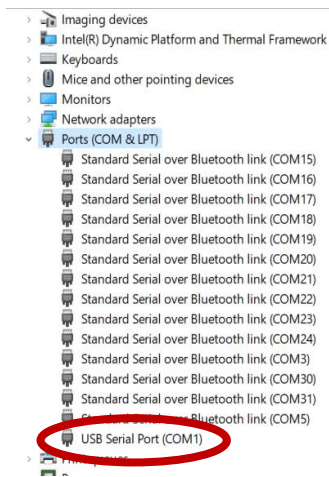 Imaging devices
Intel(R) Dynamic Platform and Thermal Framework
Keyboards
Mice and other pointing devices
Monitors
Network adapters
Ports (COM & LPT)
Standard Serial over Bluetooth link (COM15)
Standard Serial over Bluetooth link (COM16)
Standard Serial over Bluetooth link (COM17)
Standard Serial over Bluetooth link (COM18)
Standard Serial over Bluetooth link (COM19)
Standard Serial over Bluetooth link (COM20)
Standard Serial over Bluetooth link (COM21)
Standard Serial over Bluetooth link (COM22)
Standard Serial over Bluetooth link (COM23)
Standard Serial over Bluetooth link (COM24)
Standard Serial over Bluetooth link (COM3)
Standard Serial over Bluetooth link (COM30)
Standard Serial over Bluetooth link (COM31)
Standard Serial over Bluetooth link (COM5)
USB Serial Port (COM1)